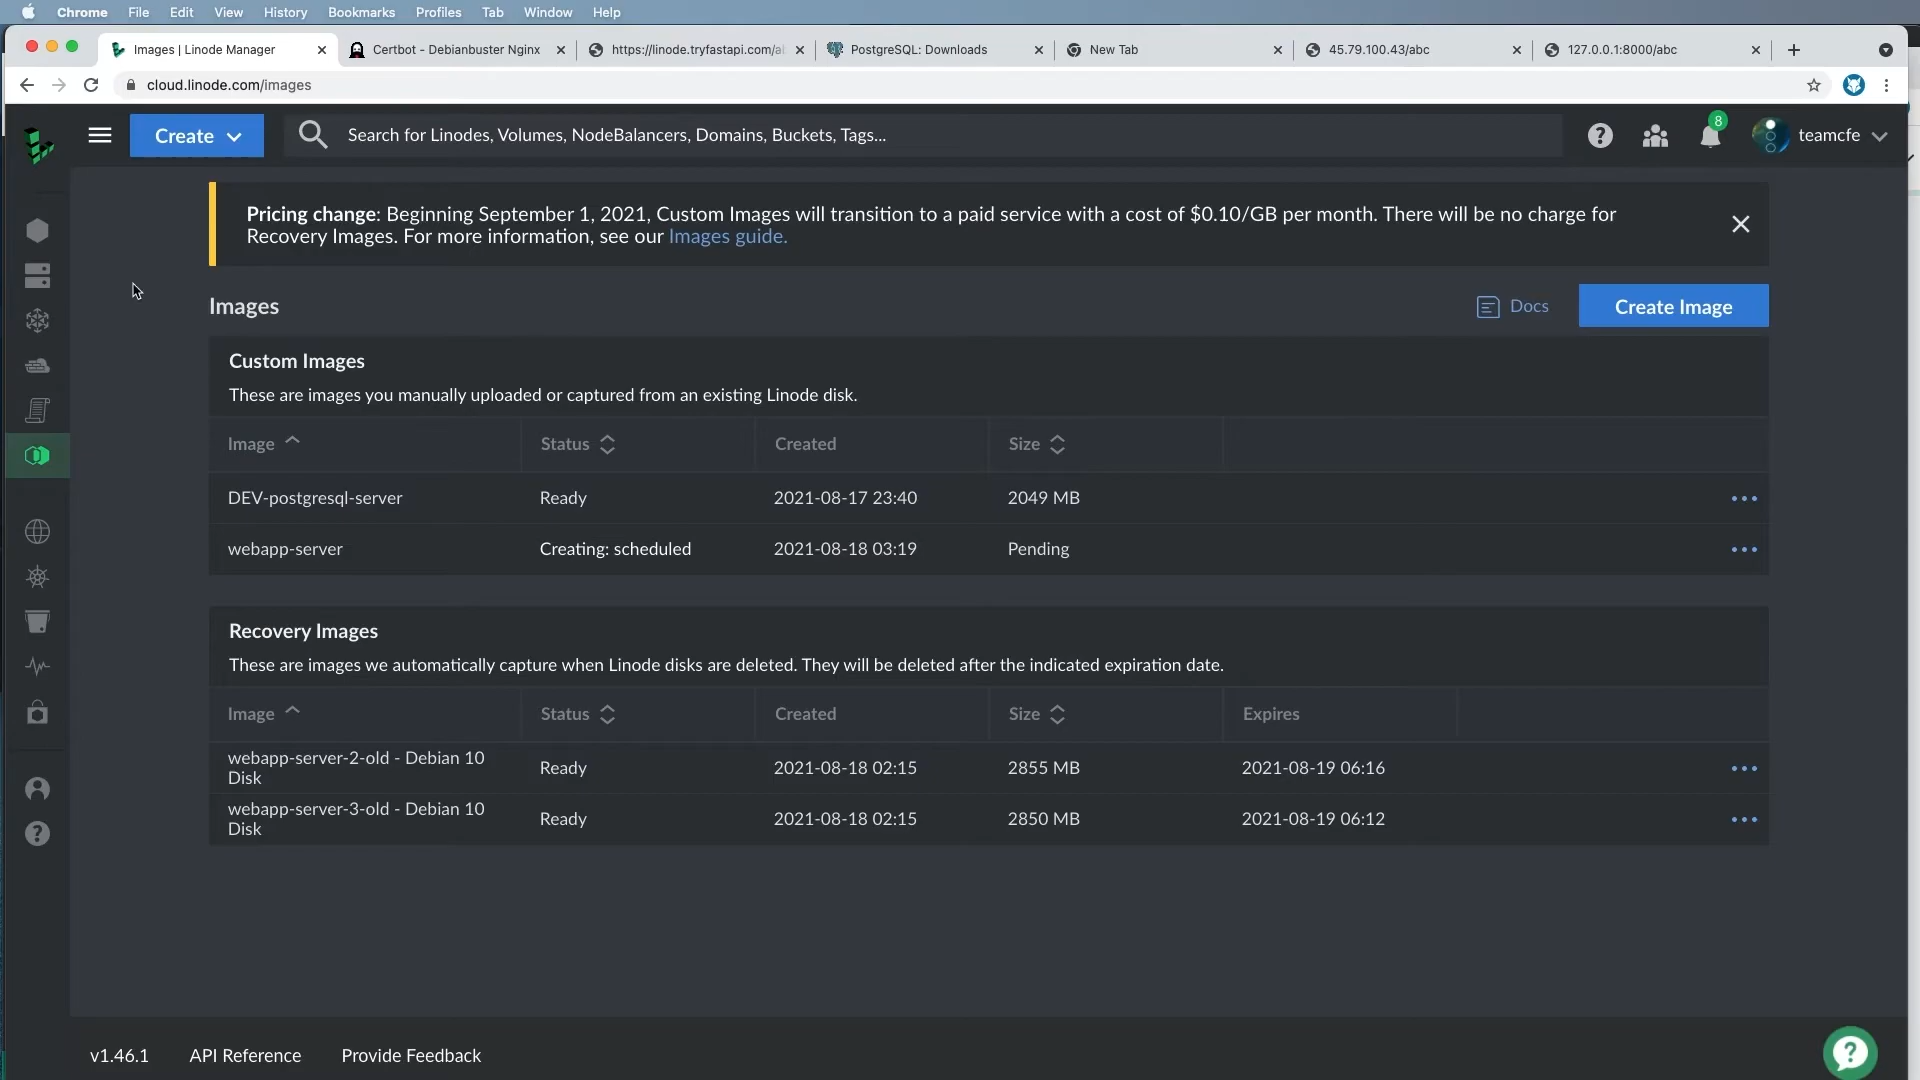 Chrome File Edit View History Bookmarks Profiles Tab Window Help
Images | Linode Manager
Certbot - Debianbuster Nginx
https://linode.tryfastapi.com/a
PostgreSQL: Downloads
New Tab
45.79.100.43/abc
127.0.0.1:8000/abc
cloud.linode.com/images
Create
Search for Linodes, Volumes, NodeBalancers, Domains, Buckets, Tags...
8
teamcfe
Pricing change: Beginning September 1, 2021, Custom Images will transition to a paid service with a cost of $0.10/GB per month. There will be no charge for
Recovery Images. For more information, see our Images guide.
Images
Docs
Create Image
Custom Images
These are images you manually uploaded or captured from an existing Linode disk.
Image Status Created Size
DEV-postgresql-server Ready 2021-08-17 23:40 2049 MB
webapp-server Creating: scheduled 2021-08-18 03:19 Pending
Recovery Images
These are images we automatically capture when Linode disks are deleted. They will be deleted after the indicated expiration date.
Image Status Created Size Expires
webapp-server-2-old - Debian 10
Disk
Ready 2021-08-18 02:15 2855 MB 2021-08-19 06:16
webapp-server-3-old - Debian 10
Disk
Ready 2021-08-18 02:15 2850 MB 2021-08-19 06:12
v1.46.1 API Reference Provide Feedback